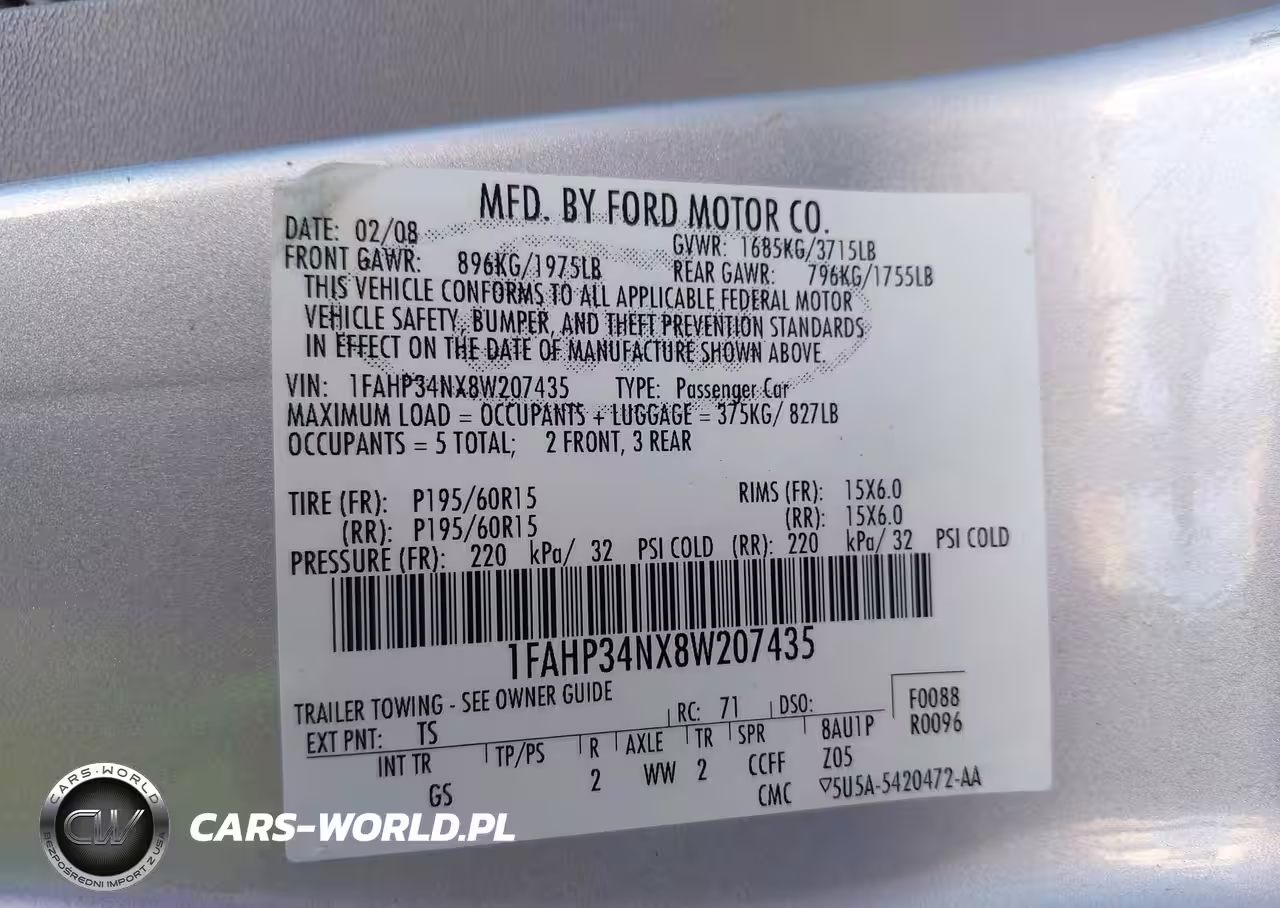 MFD. BY FORD MOTOR CO.
DATE: 02/08 GVWR: 1685KG/3715LB
FRONT GAWR: 896KG/1975LB REAR GAWR: 796KG/1755LB
THIS VEHICLE CONFORMS TO ALL APPLICABLE FEDERAL MOTOR
VEHICLE SAFETY, BUMPER, AND THEFT PREVENTION STANDARDS
IN EFFECT ON THE DATE OF MANUFACTURE SHOWN ABOVE.
VIN: 1FAHP34NX8W207435 TYPE: Passenger Car
MAXIMUM LOAD = OCCUPANTS + LUGGAGE = 375KG/ 827LB
OCCUPANTS = 5 TOTAL; 2 FRONT, 3 REAR
TIRE (FR): P195/60R15 RIMS (FR): 15X6.0
(RR): P195/60R15 (RR): 15X6.0
PRESSURE (FR): 220 kPa/ 32 PSI COLD (RR): 220 kPa/ 32 PSI COLD
1FAHP34NX8W207435
TRAILER TOWING - SEE OWNER GUIDE
EXT PNT: TS RC: 71 DSO: F0088
INT TR TP/PS R AXLE TR SPR 8AU1P R0096
GS 2 WW 2 CCFF Z05
CMC ▽5U5A-5420472-AA
CARS-WORLD
CW
BEZPOŚREDNI IMPORT Z USA
CARS-WORLD.PL